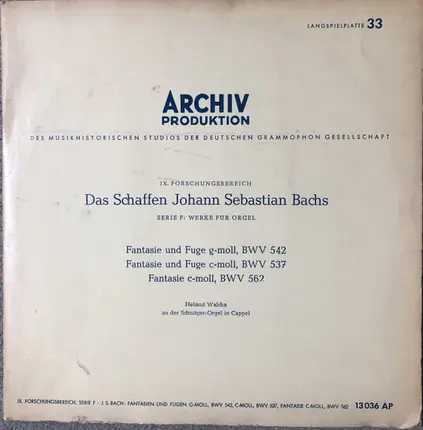 LANGSPIELPLATTE 33
ARCHIV
PRODUKTION
DES MUSIKHISTORISCHEN STUDIOS DER DEUTSCHEN GRAMMOPHON GESELLSCHAFT
IX. FORSCHUNGSBEREICH
Das Schaffen Johann Sebastian Bachs
SERIE F: WERKE FÜR ORGEL
Fantasie und Fuge g-moll, BWV 542
Fantasie und Fuge c-moll, BWV 537
Fantasie c-moll, BWV 562
Helmut Walcha
an der Schnitger-Orgel in Cappel
IX. FORSCHUNGSBEREICH, SERIE F · J. S. BACH: FANTASIEN UND FUGEN G-MOLL, BWV 542, C-MOLL, BWV 537, FANTASIE C-MOLL, BWV 562 13 036 AP